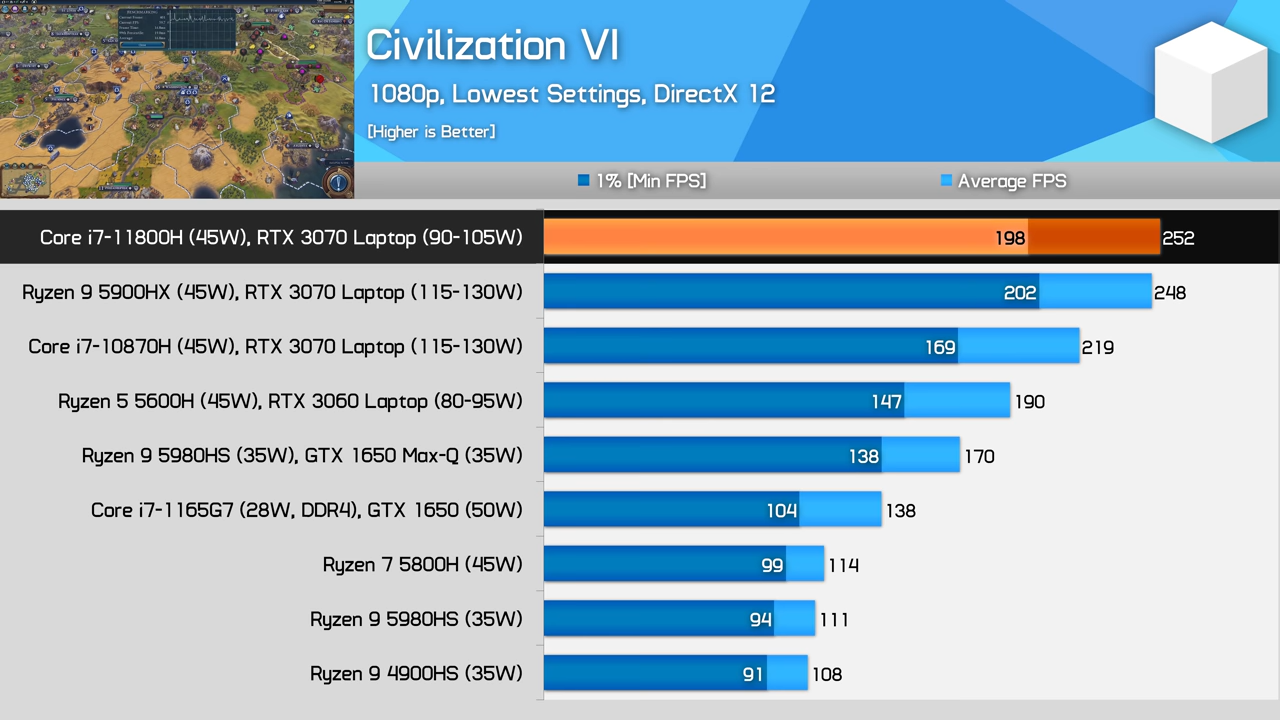 Civilization VI
1080p, Lowest Settings, DirectX 12
[Higher is Better]
1% [Min FPS] Average FPS
Core i7-11800H (45W), RTX 3070 Laptop (90-105W) 198 252
Ryzen 9 5900HX (45W), RTX 3070 Laptop (115-130W) 202 248
Core i7-10870H (45W), RTX 3070 Laptop (115-130W) 169 219
Ryzen 5 5600H (45W), RTX 3060 Laptop (80-95W) 147 190
Ryzen 9 5980HS (35W), GTX 1650 Max-Q (35W) 138 170
Core i7-1165G7 (28W, DDR4), GTX 1650 (50W) 104 138
Ryzen 7 5800H (45W) 99 114
Ryzen 9 5980HS (35W) 94 111
Ryzen 9 4900HS (35W) 91 108